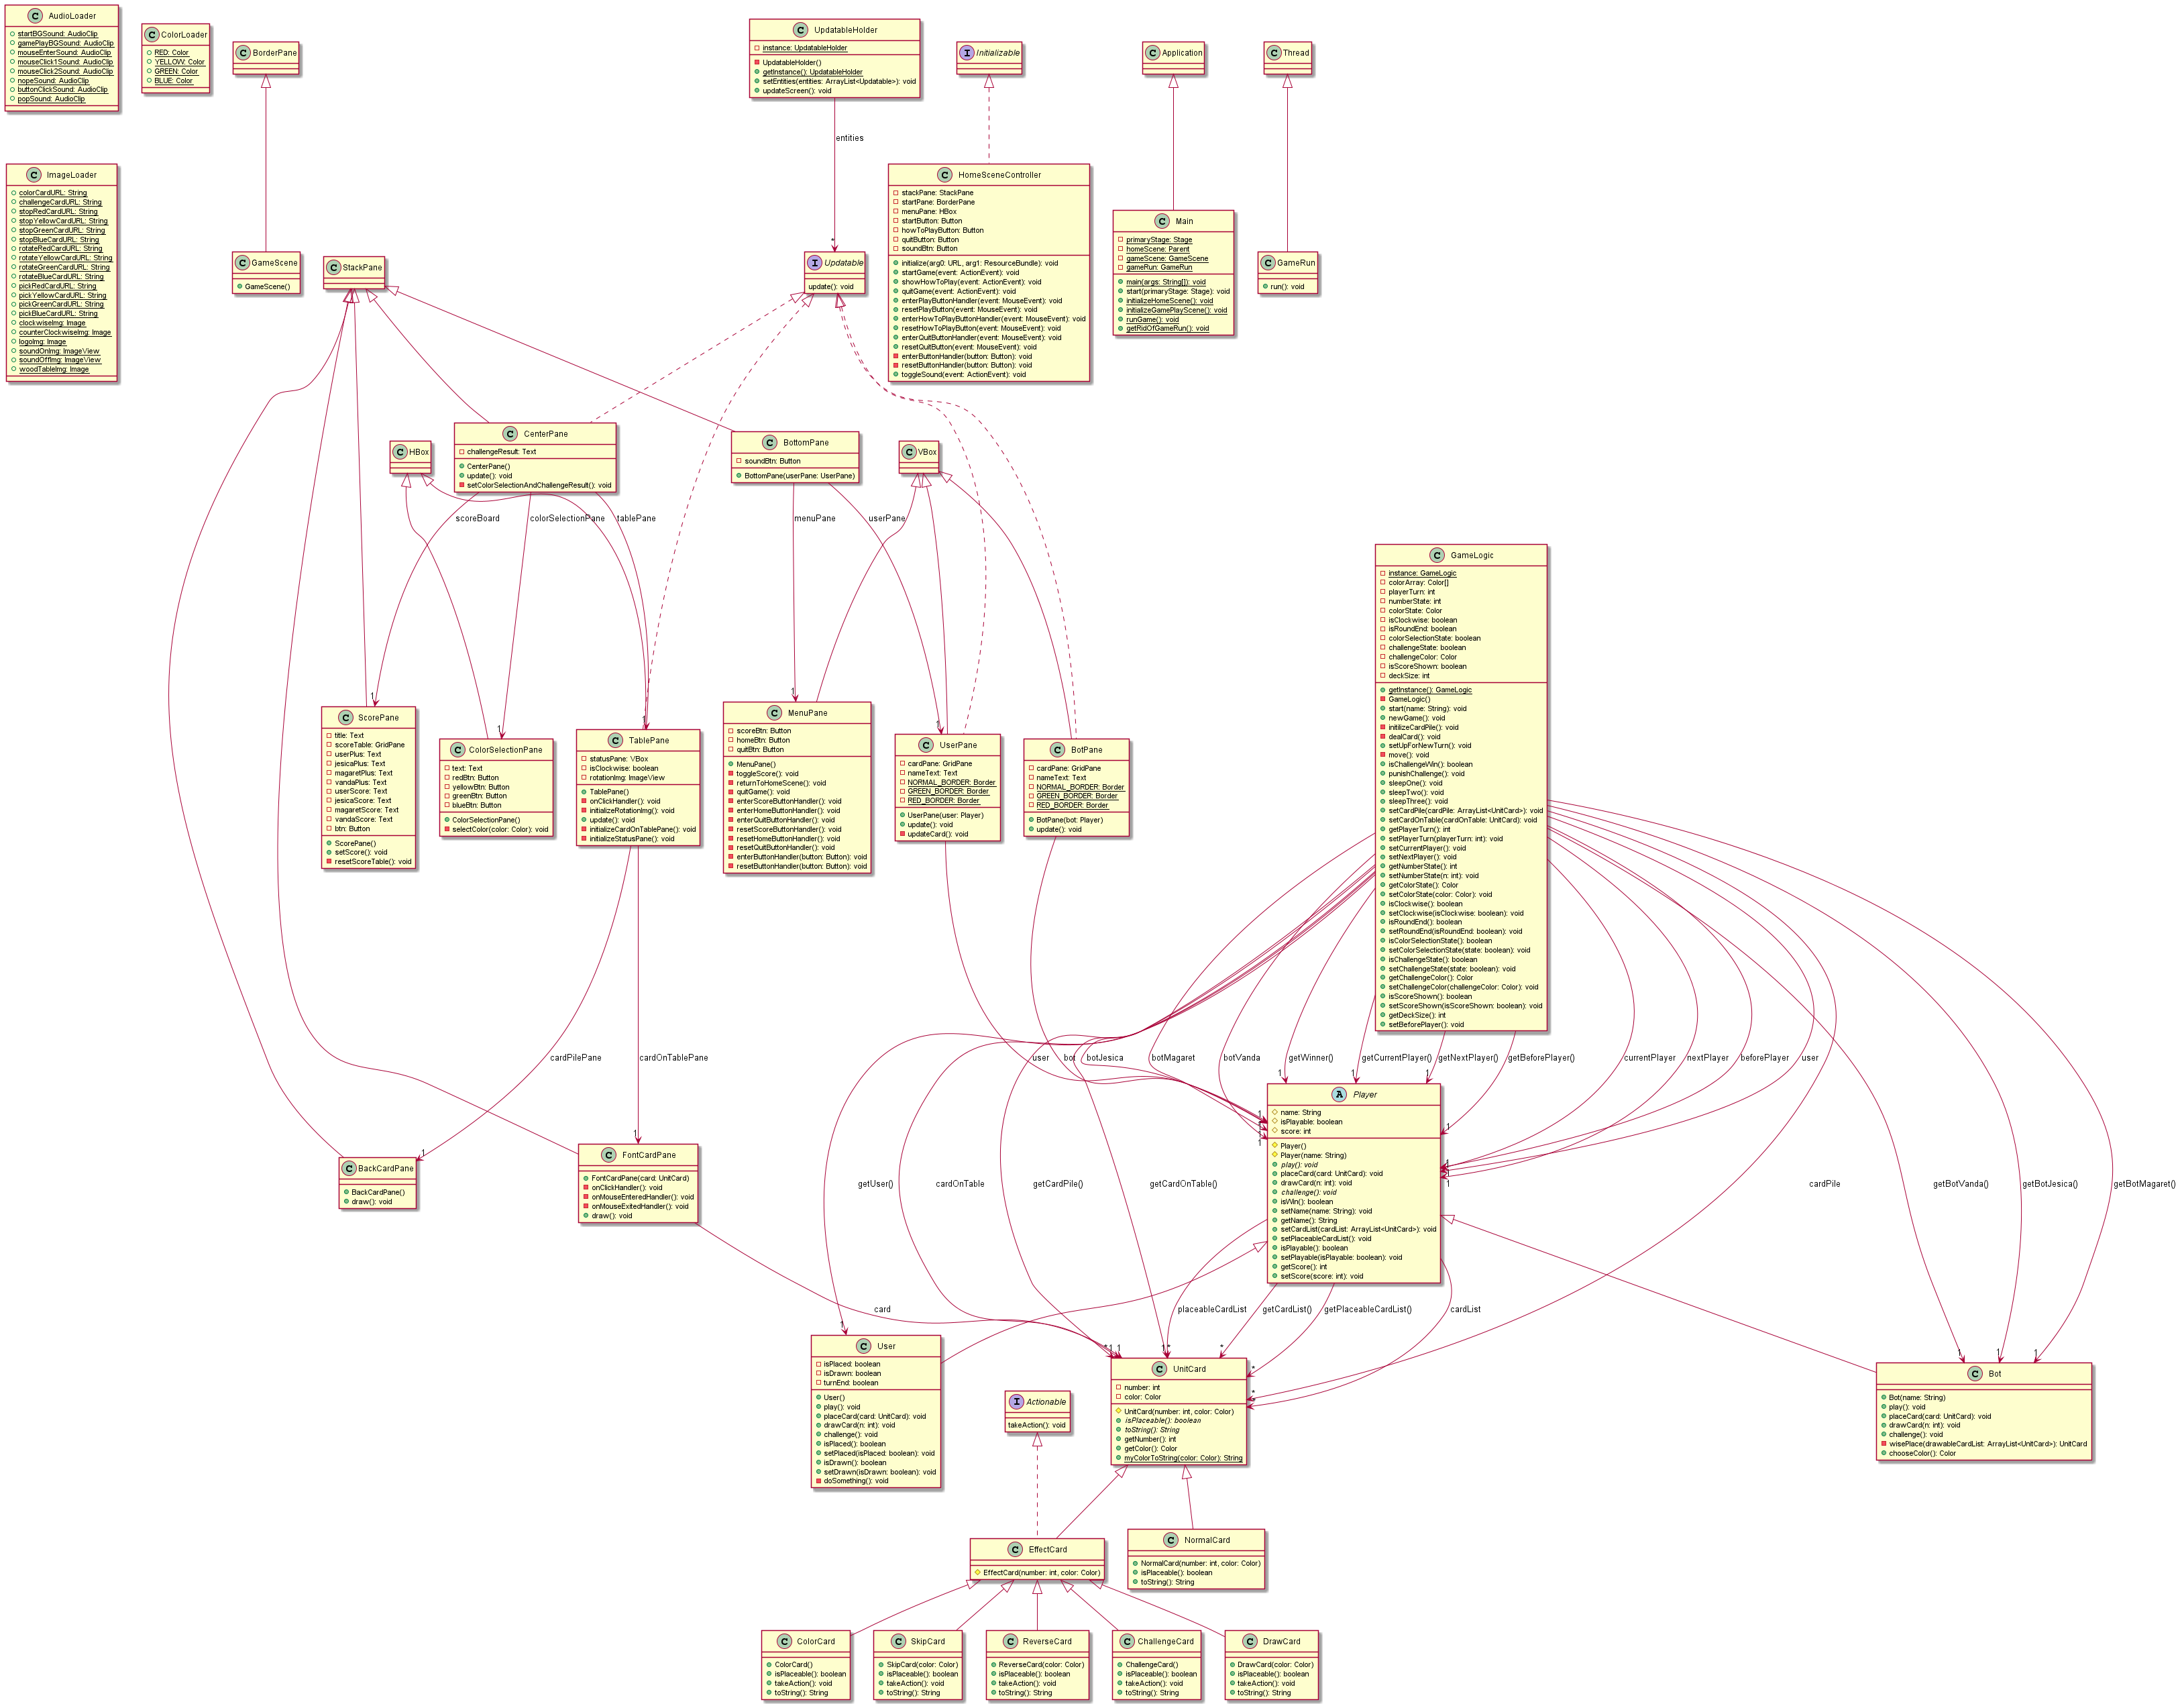 AudioLoader
startBGSound: AudioClip
gamePlayBGSound: AudioClip
mouseEnterSound: AudioClip
mouseClick1Sound: AudioClip
mouseClick2Sound: AudioClip
nopeSound: AudioClip
buttonClickSound: AudioClip
popSound: AudioClip
ColorLoader
RED: Color
YELLOW: Color
GREEN: Color
BLUE: Color
BorderPane
UpdatableHolder
instance: UpdatableHolder
UpdatableHolder()
getInstance(): UpdatableHolder
setEntities(entities: ArrayList<Updatable>): void
updateScreen(): void
Initializable
Application
Thread
entities
*
ImageLoader
colorCardURL: String
challengeCardURL: String
stopRedCardURL: String
stopYellowCardURL: String
stopGreenCardURL: String
stopBlueCardURL: String
rotateRedCardURL: String
rotateYellowCardURL: String
rotateGreenCardURL: String
rotateBlueCardURL: String
pickRedCardURL: String
pickYellowCardURL: String
pickGreenCardURL: String
pickBlueCardURL: String
clockwiseImg: Image
counterClockwiseImg: Image
logoImg: Image
soundOnImg: ImageView
soundOffImg: ImageView
woodTableImg: Image
GameScene
GameScene()
StackPane
Updatable
update(): void
HomeSceneController
stackPane: StackPane
startPane: BorderPane
menuPane: HBox
startButton: Button
howToPlayButton: Button
quitButton: Button
soundBtn: Button
initialize(arg0: URL, arg1: ResourceBundle): void
startGame(event: ActionEvent): void
showHowToPlay(event: ActionEvent): void
quitGame(event: ActionEvent): void
enterPlayButtonHandler(event: MouseEvent): void
resetPlayButton(event: MouseEvent): void
enterHowToPlayButtonHandler(event: MouseEvent): void
resetHowToPlayButton(event: MouseEvent): void
enterQuitButtonHandler(event: MouseEvent): void
resetQuitButton(event: MouseEvent): void
enterButtonHandler(button: Button): void
resetButtonHandler(button: Button): void
toggleSound(event: ActionEvent): void
Main
primaryStage: Stage
homeScene: Parent
gameScene: GameScene
gameRun: GameRun
main(args: String[]): void
start(primaryStage: Stage): void
initializeHomeScene(): void
initializeGamePlayScene(): void
runGame(): void
getRidOfGameRun(): void
GameRun
run(): void
HBox
CenterPane
challengeResult: Text
CenterPane()
update(): void
setColorSelectionAndChallengeResult(): void
BottomPane
soundBtn: Button
BottomPane(userPane: UserPane)
VBox
scoreBoard
colorSelectionPane
tablePane
menuPane
userPane
1
1
1
1
1
GameLogic
instance: GameLogic
colorArray: Color[]
playerTurn: int
numberState: int
colorState: Color
isClockwise: boolean
isRoundEnd: boolean
colorSelectionState: boolean
challengeState: boolean
challengeColor: Color
isScoreShown: boolean
deckSize: int
getInstance(): GameLogic
GameLogic()
start(name: String): void
newGame(): void
initilizeCardPile(): void
dealCard(): void
setUpForNewTurn(): void
move(): void
isChallengeWin(): boolean
punishChallenge(): void
sleepOne(): void
sleepTwo(): void
sleepThree(): void
setCardPile(cardPile: ArrayList<UnitCard>): void
setCardOnTable(cardOnTable: UnitCard): void
getPlayerTurn(): int
setPlayerTurn(playerTurn: int): void
setCurrentPlayer(): void
setNextPlayer(): void
getNumberState(): int
setNumberState(n: int): void
getColorState(): Color
setColorState(color: Color): void
isClockwise(): boolean
setClockwise(isClockwise: boolean): void
isRoundEnd(): boolean
setRoundEnd(isRoundEnd: boolean): void
isColorSelectionState(): boolean
setColorSelectionState(state: boolean): void
isChallengeState(): boolean
setChallengeState(state: boolean): void
getChallengeColor(): Color
setChallengeColor(challengeColor: Color): void
isScoreShown(): boolean
setScoreShown(isScoreShown: boolean): void
getDeckSize(): int
setBeforePlayer(): void
ScorePane
title: Text
scoreTable: GridPane
userPlus: Text
jesicaPlus: Text
magaretPlus: Text
vandaPlus: Text
userScore: Text
jesicaScore: Text
magaretScore: Text
vandaScore: Text
btn: Button
ScorePane()
setScore(): void
resetScoreTable(): void
ColorSelectionPane
text: Text
redBtn: Button
yellowBtn: Button
greenBtn: Button
blueBtn: Button
ColorSelectionPane()
selectColor(color: Color): void
TablePane
statusPane: VBox
isClockwise: boolean
rotationImg: ImageView
TablePane()
onClickHandler(): void
initializeRotationImg(): void
update(): void
initializeCardOnTablePane(): void
initializeStatusPane(): void
MenuPane
scoreBtn: Button
homeBtn: Button
quitBtn: Button
MenuPane()
toggleScore(): void
returnToHomeScene(): void
quitGame(): void
enterScoreButtonHandler(): void
enterHomeButtonHandler(): void
enterQuitButtonHandler(): void
resetScoreButtonHandler(): void
resetHomeButtonHandler(): void
resetQuitButtonHandler(): void
enterButtonHandler(button: Button): void
resetButtonHandler(button: Button): void
UserPane
cardPane: GridPane
nameText: Text
NORMAL_BORDER: Border
GREEN_BORDER: Border
RED_BORDER: Border
UserPane(user: Player)
update(): void
updateCard(): void
BotPane
cardPane: GridPane
nameText: Text
NORMAL_BORDER: Border
GREEN_BORDER: Border
RED_BORDER: Border
BotPane(bot: Player)
update(): void
cardPilePane
cardOnTablePane
user
bot
botJesica
botMagaret
botVanda
getWinner()
getCurrentPlayer()
getNextPlayer()
getBeforePlayer()
currentPlayer
nextPlayer
beforePlayer
user
1
1
1
1
1
1
1
1
1
1
1
Player
name: String
isPlayable: boolean
score: int
Player()
Player(name: String)
play(): void
placeCard(card: UnitCard): void
drawCard(n: int): void
challenge(): void
isWin(): boolean
setName(name: String): void
getName(): String
setCardList(cardList: ArrayList<UnitCard>): void
setPlaceableCardList(): void
isPlayable(): boolean
setPlayable(isPlayable: boolean): void
getScore(): int
setScore(score: int): void
BackCardPane
BackCardPane()
draw(): void
FontCardPane
FontCardPane(card: UnitCard)
onClickHandler(): void
onMouseEnteredHandler(): void
onMouseExitedHandler(): void
draw(): void
getUser()
cardOnTable
getCardPile()
getCardOnTable()
cardPile
getBotVanda()
getBotJesica()
getBotMagaret()
card
placeableCardList
getCardList()
getPlaceableCardList()
cardList
1
*
1
1
*
*
*
*
1
1
1
User
isPlaced: boolean
isDrawn: boolean
turnEnd: boolean
User()
play(): void
placeCard(card: UnitCard): void
drawCard(n: int): void
challenge(): void
isPlaced(): boolean
setPlaced(isPlaced: boolean): void
isDrawn(): boolean
setDrawn(isDrawn: boolean): void
doSomething(): void
Actionable
takeAction(): void
UnitCard
number: int
color: Color
UnitCard(number: int, color: Color)
isPlaceable(): boolean
toString(): String
getNumber(): int
getColor(): Color
myColorToString(color: Color): String
Bot
Bot(name: String)
play(): void
placeCard(card: UnitCard): void
drawCard(n: int): void
challenge(): void
wisePlace(drawableCardList: ArrayList<UnitCard>): UnitCard
chooseColor(): Color
EffectCard
EffectCard(number: int, color: Color)
NormalCard
NormalCard(number: int, color: Color)
isPlaceable(): boolean
toString(): String
ColorCard
ColorCard()
isPlaceable(): boolean
takeAction(): void
toString(): String
SkipCard
SkipCard(color: Color)
isPlaceable(): boolean
takeAction(): void
toString(): String
ReverseCard
ReverseCard(color: Color)
isPlaceable(): boolean
takeAction(): void
toString(): String
ChallengeCard
ChallengeCard()
isPlaceable(): boolean
takeAction(): void
toString(): String
DrawCard
DrawCard(color: Color)
isPlaceable(): boolean
takeAction(): void
toString(): String